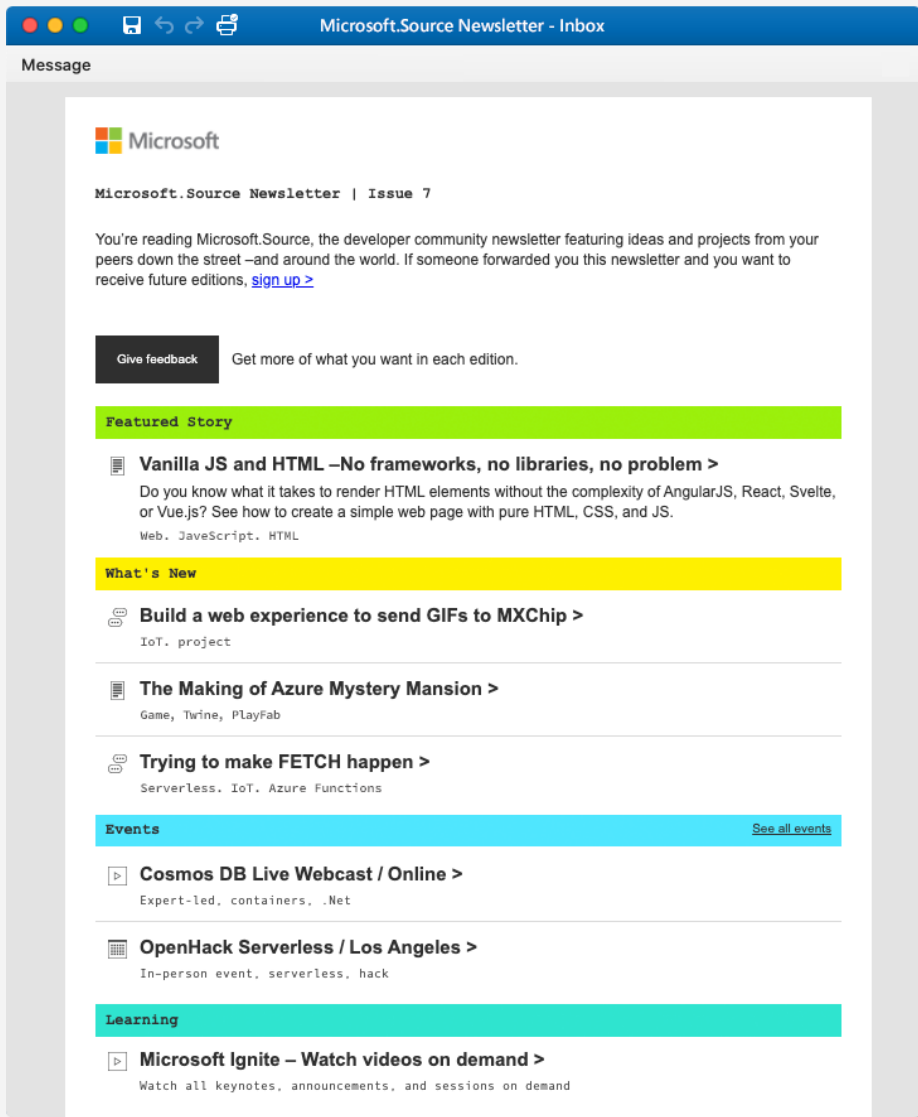 Microsoft.Source Newsletter - Inbox
Message
Microsoft
Microsoft.Source Newsletter | Issue 7
You're reading Microsoft.Source, the developer community newsletter featuring ideas and projects from your
peers down the street –and around the world. If someone forwarded you this newsletter and you want to
receive future editions, sign up >
Give feedback
Get more of what you want in each edition.
Featured Story
Vanilla JS and HTML –No frameworks, no libraries, no problem >
Do you know what it takes to render HTML elements without the complexity of AngularJS, React, Svelte,
or Vue.js? See how to create a simple web page with pure HTML, CSS, and JS.
Web. JaveScript. HTML
What's New
Build a web experience to send GIFs to MXChip >
IoT. project
The Making of Azure Mystery Mansion >
Game, Twine, PlayFab
Trying to make FETCH happen >
Serverless. IoT. Azure Functions
Events
See all events
Cosmos DB Live Webcast / Online >
Expert-led, containers, .Net
OpenHack Serverless / Los Angeles >
In-person event, serverless, hack
Learning
Microsoft Ignite – Watch videos on demand >
Watch all keynotes, announcements, and sessions on demand